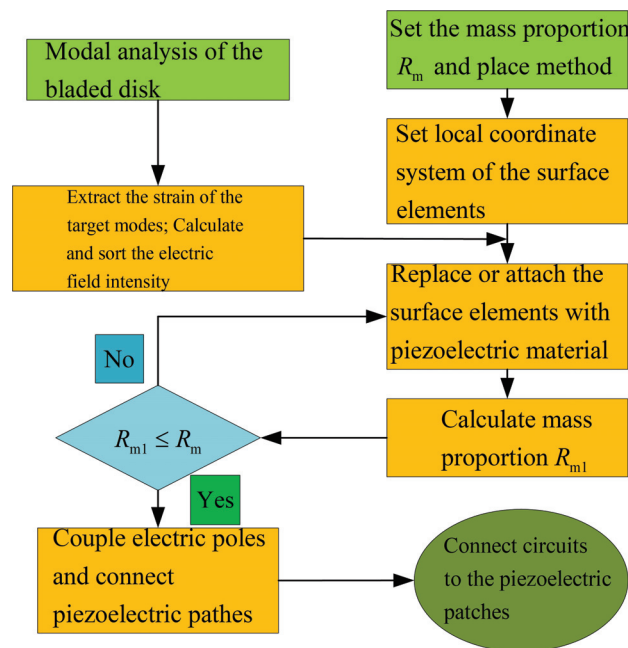 Modal analysis of the
bladed disk
Set the mass proportion
Rm and place method
Set local coordinate
system of the surface
elements
Extract the strain of the
target modes; Calculate
and sort the electric
field intensity
Replace or attach the
surface elements with
piezoelectric material
No
Calculate mass
proportion Rm1
Rm1 ≤ Rm
Yes
Couple electric poles
and connect
piezoelectric pathes
Connect circuits
to the piezoelectric
patches